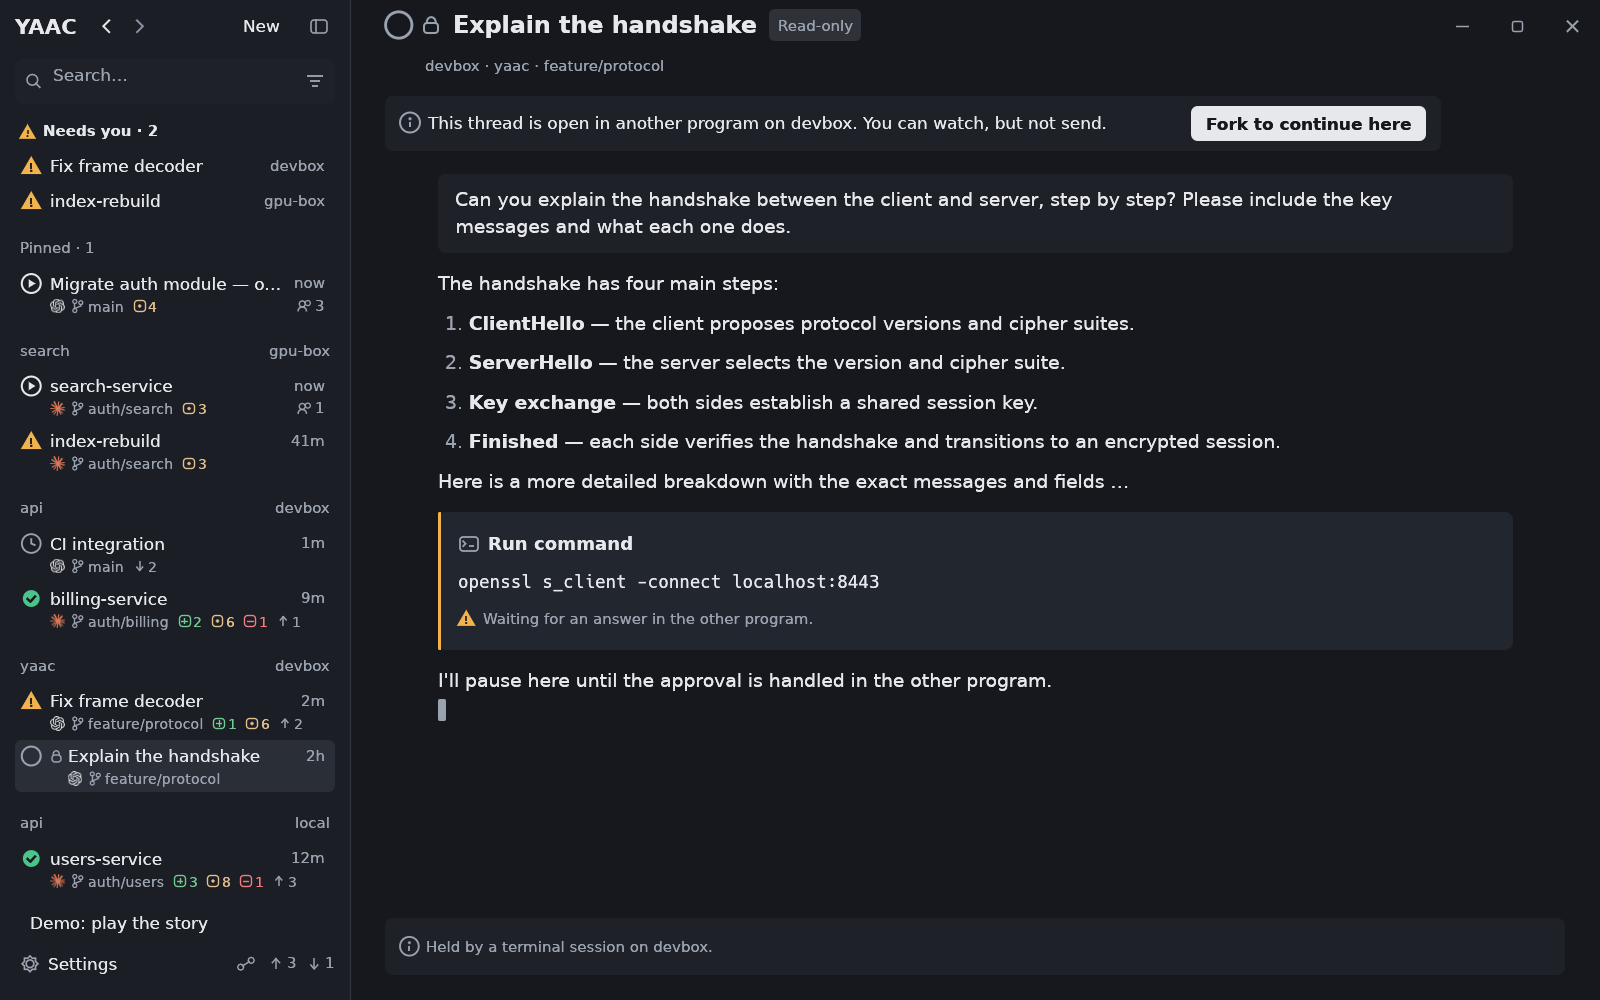 YAAC
New
Search...
Needs you · 2
Fix frame decoder devbox
index-rebuild gpu-box
Pinned · 1
Migrate auth module — o... now
main 4 3
search gpu-box
search-service now
auth/search 3 1
index-rebuild 41m
auth/search 3
api devbox
CI integration 1m
main ↓ 2
billing-service 9m
auth/billing 2 6 1 ↑ 1
yaac devbox
Fix frame decoder 2m
feature/protocol 1 6 ↑ 2
Explain the handshake 2h
feature/protocol
api local
users-service 12m
auth/users 3 8 1 ↑ 3
Demo: play the story
Settings ↑ 3 ↓ 1
Explain the handshake Read-only
devbox · yaac · feature/protocol
This thread is open in another program on devbox. You can watch, but not send. Fork to continue here
Can you explain the handshake between the client and server, step by step? Please include the key
messages and what each one does.
The handshake has four main steps:
1. ClientHello — the client proposes protocol versions and cipher suites.
2. ServerHello — the server selects the version and cipher suite.
3. Key exchange — both sides establish a shared session key.
4. Finished — each side verifies the handshake and transitions to an encrypted session.
Here is a more detailed breakdown with the exact messages and fields ...
Run command
openssl s_client -connect localhost:8443
Waiting for an answer in the other program.
I'll pause here until the approval is handled in the other program.
Held by a terminal session on devbox.